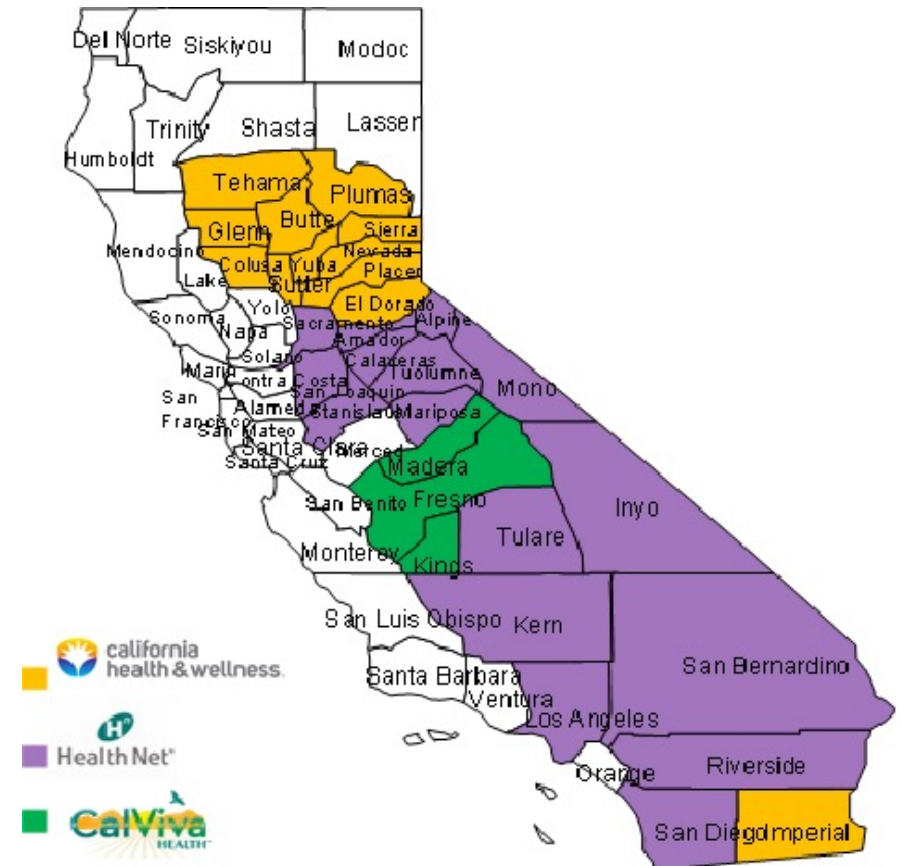 Del Norte
Siskiyou
Modoc
Trinity
Shasta
Lassen
Humboldt
Tehama
Plumas
Glenn
Butte
Sierra
Mendocino
Colusa
Yuba
Nevada
Placer
Lake
Sutter
El Dorado
Sonoma
Napa
Yolo
Sacramento
Alpine
Amador
Solano
Calaveras
Marin
Contra Costa
Tuolumne
Mono
San
Francisco
San Joaquin
Alameda
Stanislaus
Mariposa
San Mateo
Santa Clara
Merced
Santa Cruz
Madera
San Benito
Fresno
Inyo
Tulare
Monterey
Kings
San Luis Obispo
Kern
california
health & wellness.
Santa Barbara
San Bernardino
Ventura
Los Angeles
Health Net
Orange
Riverside
CalViva
HEALTH
San Diego
Imperial